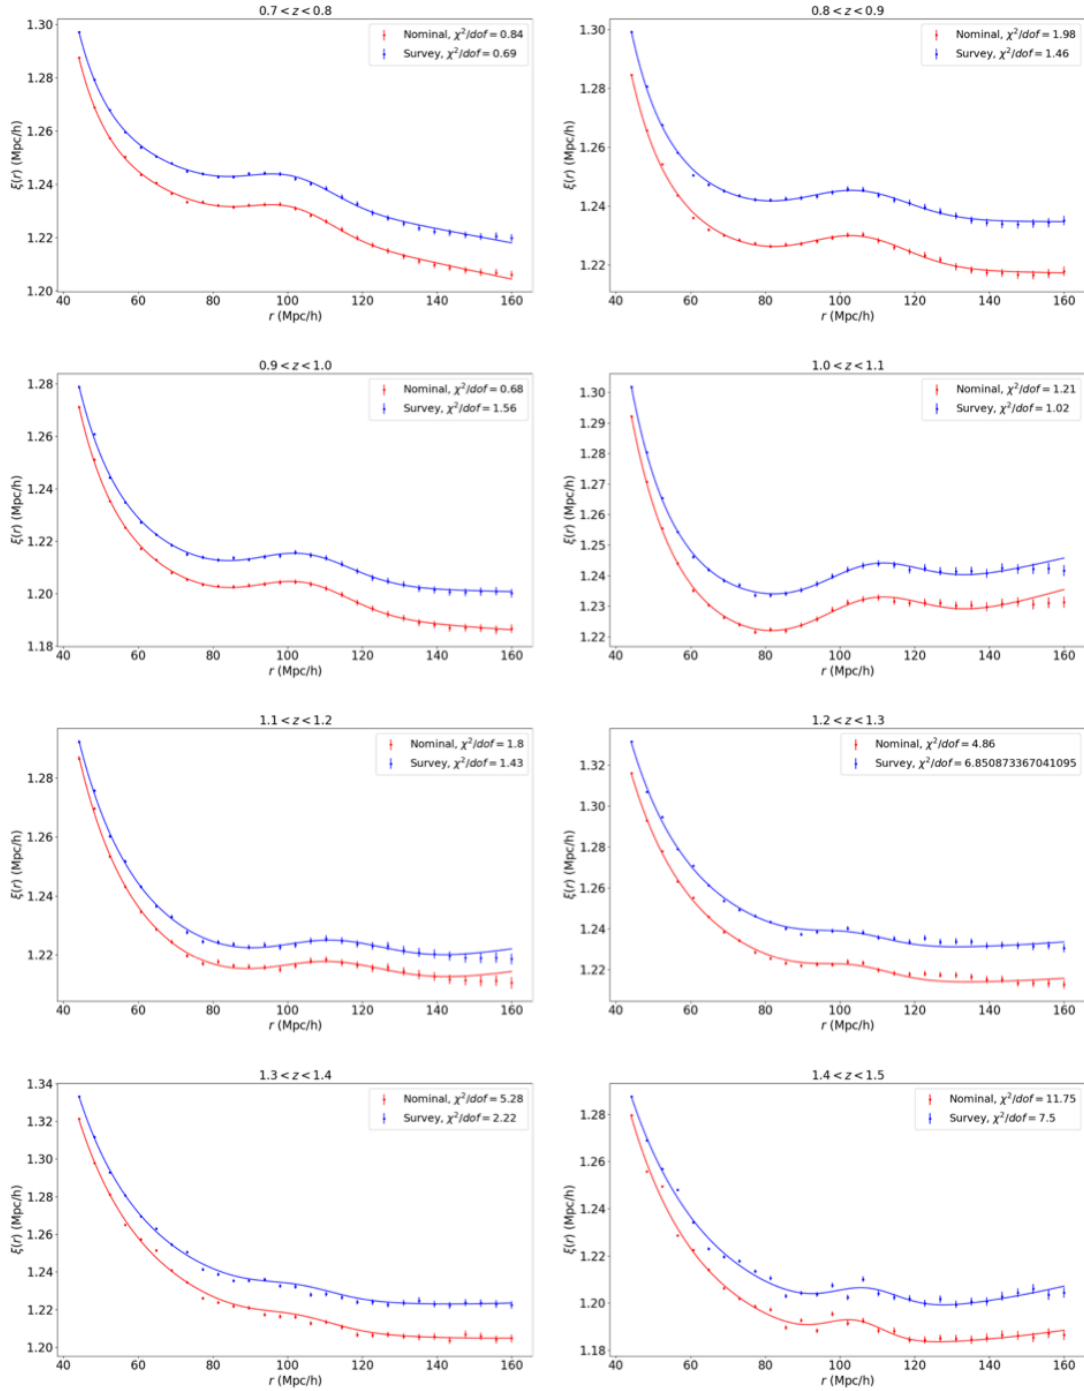 0.7 < z < 0.8
Nominal, χ²/dof = 0.84
Survey, χ²/dof = 0.69
ξ(r) (Mpc/h)
1.30
1.28
1.26
1.24
1.22
1.20
40 60 80 100 120 140 160
r (Mpc/h)
0.8 < z < 0.9
Nominal, χ²/dof = 1.98
Survey, χ²/dof = 1.46
ξ(r) (Mpc/h)
1.30
1.28
1.26
1.24
1.22
40 60 80 100 120 140 160
r (Mpc/h)
0.9 < z < 1.0
Nominal, χ²/dof = 0.68
Survey, χ²/dof = 1.56
ξ(r) (Mpc/h)
1.28
1.26
1.24
1.22
1.20
1.18
40 60 80 100 120 140 160
r (Mpc/h)
1.0 < z < 1.1
Nominal, χ²/dof = 1.21
Survey, χ²/dof = 1.02
ξ(r) (Mpc/h)
1.30
1.29
1.28
1.27
1.26
1.25
1.24
1.23
1.22
40 60 80 100 120 140 160
r (Mpc/h)
1.1 < z < 1.2
Nominal, χ²/dof = 1.8
Survey, χ²/dof = 1.43
ξ(r) (Mpc/h)
1.28
1.26
1.24
1.22
40 60 80 100 120 140 160
r (Mpc/h)
1.2 < z < 1.3
Nominal, χ²/dof = 4.86
Survey, χ²/dof = 6.850873367041095
ξ(r) (Mpc/h)
1.32
1.30
1.28
1.26
1.24
1.22
40 60 80 100 120 140 160
r (Mpc/h)
1.3 < z < 1.4
Nominal, χ²/dof = 5.28
Survey, χ²/dof = 2.22
ξ(r) (Mpc/h)
1.34
1.32
1.30
1.28
1.26
1.24
1.22
1.20
40 60 80 100 120 140 160
r (Mpc/h)
1.4 < z < 1.5
Nominal, χ²/dof = 11.75
Survey, χ²/dof = 7.5
ξ(r) (Mpc/h)
1.28
1.26
1.24
1.22
1.20
1.18
40 60 80 100 120 140 160
r (Mpc/h)